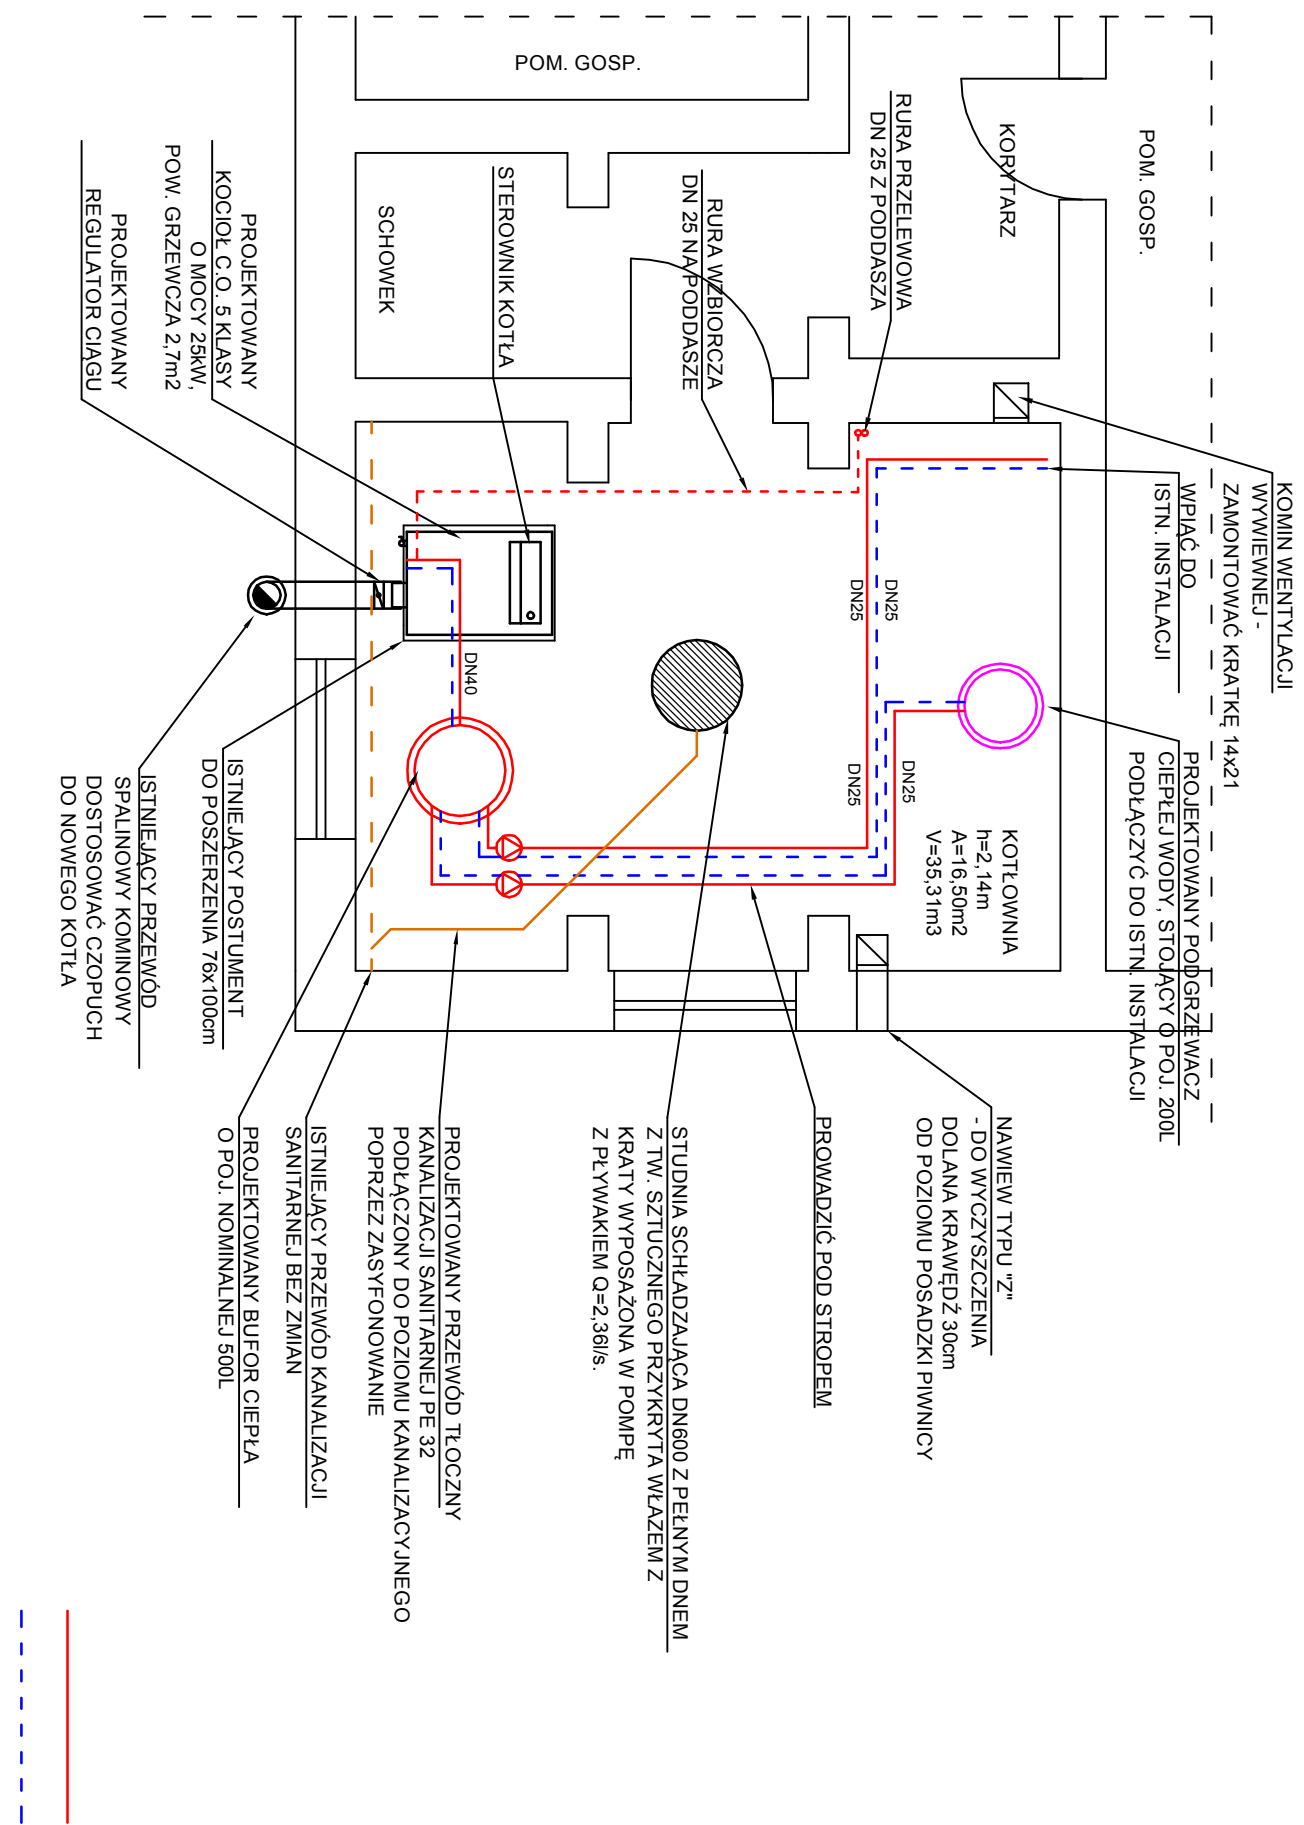 POM. GOSP.
KOMIN WENTYLACJI
WYWIEWNEJ -
ZAMONTOWAĆ KRATKĘ 14x21
WPIĄĆ DO
ISTN. INSTALACJI
PROJEKTOWANY PODGRZEWACZ
CIEPŁEJ WODY, STOJĄCY O POJ. 200L
PODŁĄCZYĆ DO ISTN. INSTALACJI
POM. GOSP.
KORYTARZ
RURA PRZELEWOWA
DN 25 Z PODDASZA
RURA WZBIORCZA
DN 25 NA PODDASZE
STEROWNIK KOTŁA
SCHOWEK
PROJEKTOWANY
KOCIOŁ C.O. 5 KLASY
O MOCY 25kW,
POW. GRZEWCZA 2,7m2
PROJEKTOWANY
REGULATOR CIĄGU
DN25
DN25
DN25
DN25
DN40
KOTŁOWNIA
h=2,14m
A=16,50m2
V=35,31m3
ISTNIEJĄCY POSTUMENT
DO POSZERZENIA 76x100cm
ISTNIEJĄCY PRZEWÓD
SPALINOWY KOMINOWY
DOSTOSOWAĆ CZOPUCH
DO NOWEGO KOTŁA
NAWIEW TYPU "Z"
- DO WYCZYSZCZENIA
DOLANA KRAWĘDŹ 30cm
OD POZIOMU POSADZKI PIWNICY
PROWADZIĆ POD STROPEM
STUDNIA SCHŁADZAJĄCA DN600 Z PEŁNYM DNEM
Z TW. SZTUCZNEGO PRZYKRYTA WŁAZEM Z
KRATY WYPOSAŻONA W POMPĘ
Z PŁYWAKIEM Q=2,36l/s.
PROJEKTOWANY PRZEWÓD TŁOCZNY
KANALIZACJI SANITARNEJ PE 32
PODŁĄCZONY DO POZIOMU KANALIZACYJNEGO
POPRZEZ ZASYFONOWANIE
ISTNIEJĄCY PRZEWÓD KANALIZACJI
SANITARNEJ BEZ ZMIAN
PROJEKTOWANY BUFOR CIEPŁA
O POJ. NOMINALNEJ 500L